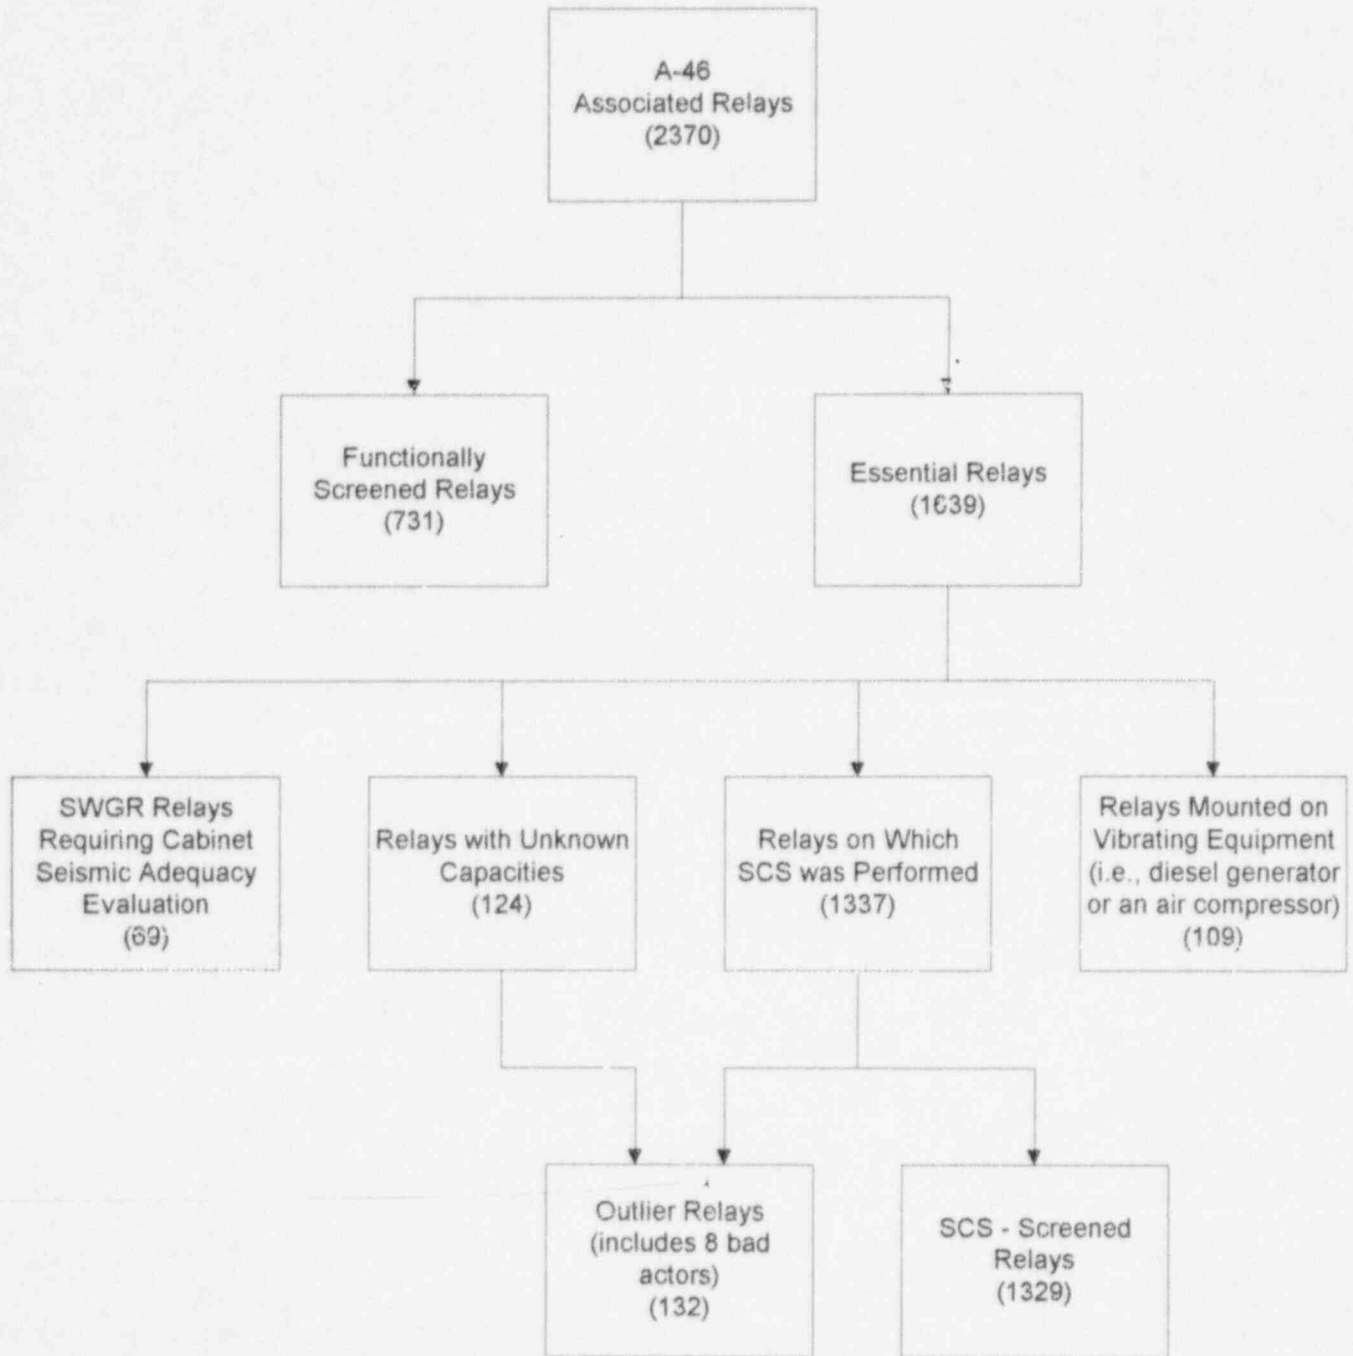 A-46
Associated Relays
(2370)
Functionally
Screened Relays
(731)
Essential Relays
(1639)
SWGR Relays
Requiring Cabinet
Seismic Adequacy
Evaluation
(69)
Relays with Unknown
Capacities
(124)
Relays on Which
SCS was Performed
(1337)
Relays Mounted on
Vibrating Equipment
(i.e., diesel generator
or an air compressor)
(109)
Outlier Relays
(includes 8 bad
actors)
(132)
SCS - Screened
Relays
(1329)